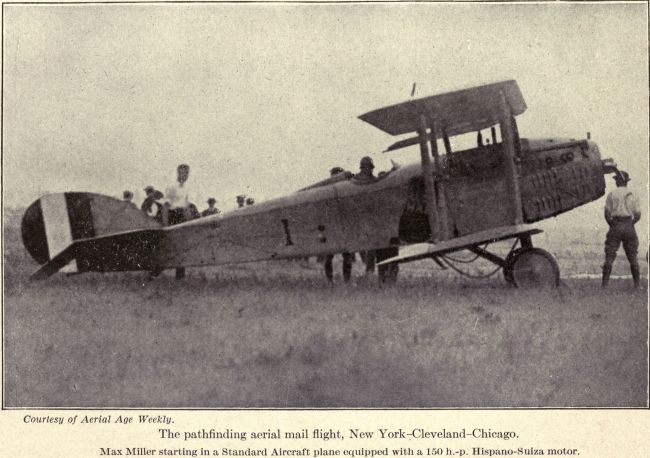 1
Courtesy of Aerial Age Weekly.
The pathfinding aerial mail flight, New York–Cleveland–Chicago.
Max Miller starting in a Standard Aircraft plane equipped with a 150 h.-p. Hispano-Suiza motor.